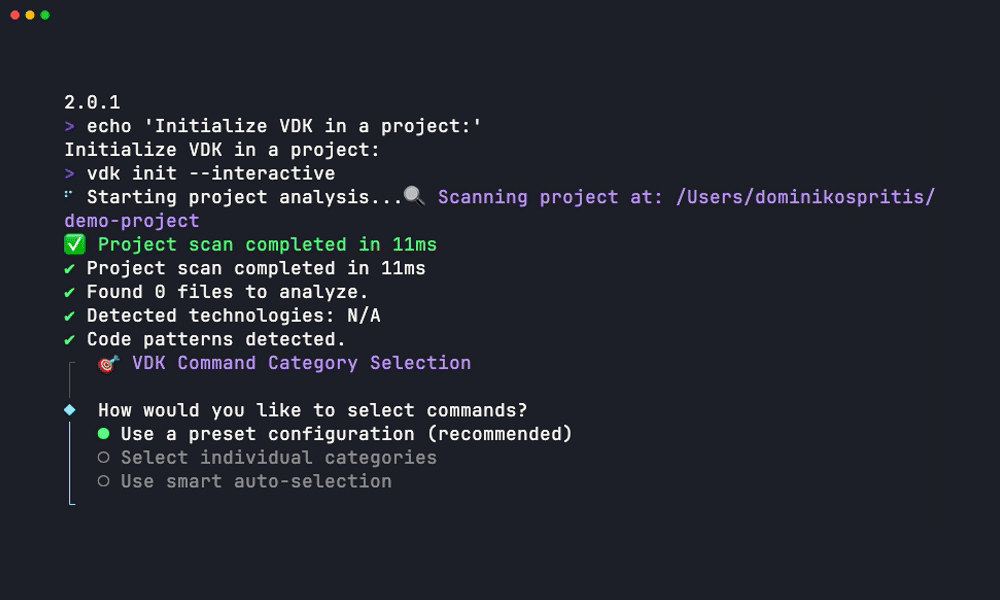 2.0.1
> echo 'Initialize VDK in a project:'
Initialize VDK in a project:
> vdk init --interactive
⠋ Starting project analysis...🔍 Scanning project at: /Users/dominikospritis/
demo-project
✅ Project scan completed in 11ms
✔ Project scan completed in 11ms
✔ Found 0 files to analyze.
✔ Detected technologies: N/A
✔ Code patterns detected.
🎯 VDK Command Category Selection
◆ How would you like to select commands?
● Use a preset configuration (recommended)
○ Select individual categories
○ Use smart auto-selection